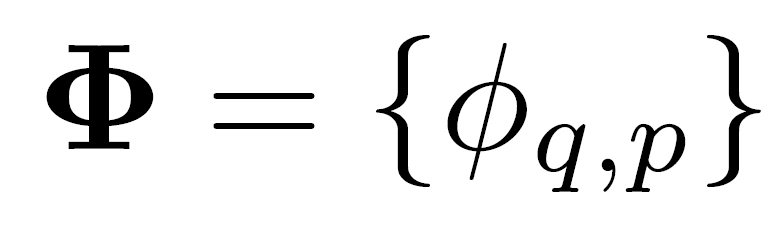 𝚽 = {ϕ_{q,p}}